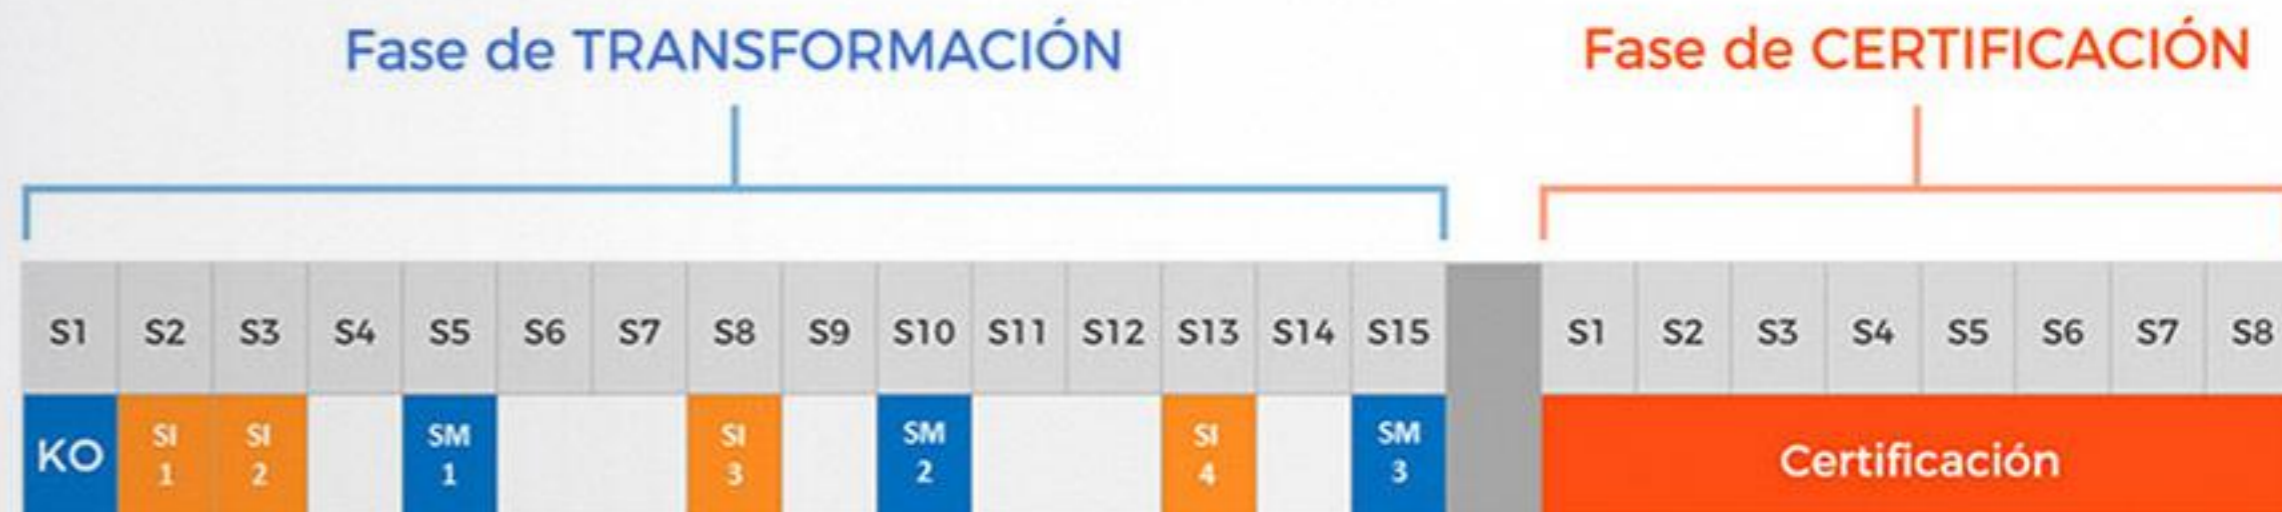 Fase de TRANSFORMACIÓN Fase de CERTIFICACIÓN
S1 S2 S3 S4 S5 S6 S7 S8 S9 S10 S11 S12 S13 S14 S15 S1 S2 S3 S4 S5 S6 S7 S8
KO SI 1 SI 2 SM 1 SI 3 SM 2 SI 4 SM 3 Certificación